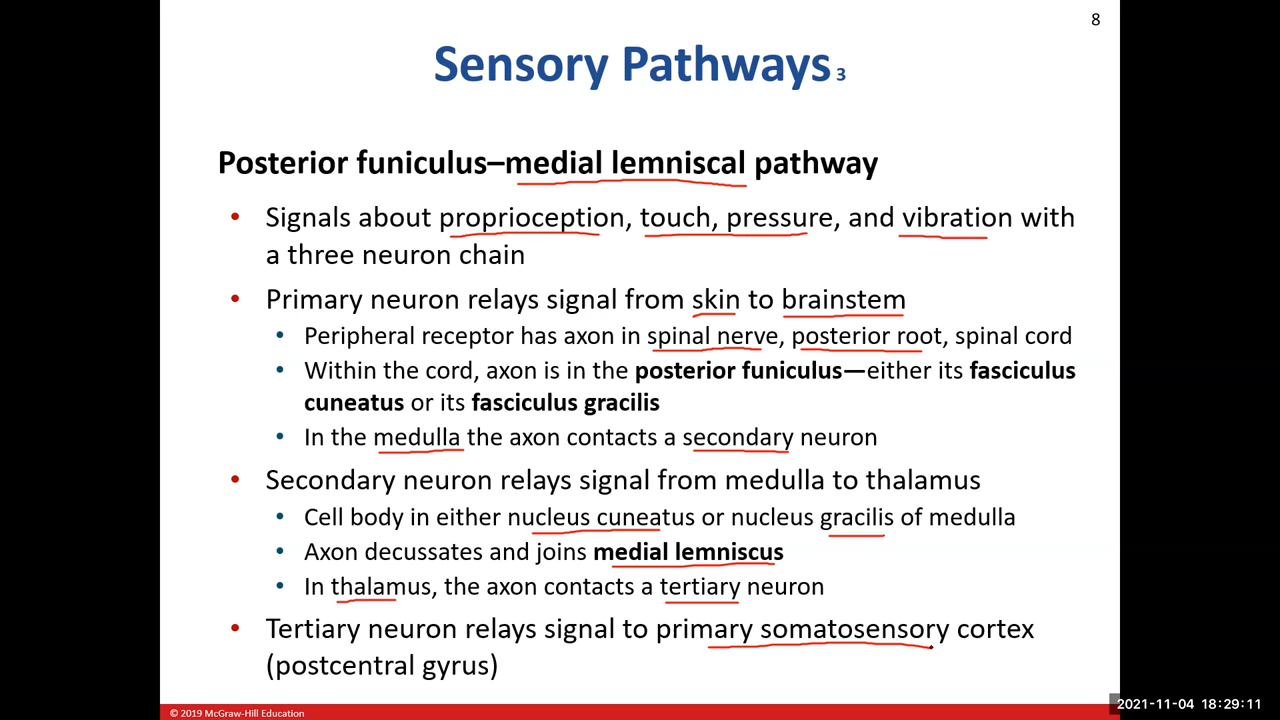 8
Sensory Pathways 3
Posterior funiculus–medial lemniscal pathway
• Signals about proprioception, touch, pressure, and vibration with
a three neuron chain
• Primary neuron relays signal from skin to brainstem
• Peripheral receptor has axon in spinal nerve, posterior root, spinal cord
• Within the cord, axon is in the posterior funiculus—either its fasciculus
cuneatus or its fasciculus gracilis
• In the medulla the axon contacts a secondary neuron
• Secondary neuron relays signal from medulla to thalamus
• Cell body in either nucleus cuneatus or nucleus gracilis of medulla
• Axon decussates and joins medial lemniscus
• In thalamus, the axon contacts a tertiary neuron
• Tertiary neuron relays signal to primary somatosensory cortex
(postcentral gyrus)
© 2019 McGraw-Hill Education
2021-11-04 18:29:11